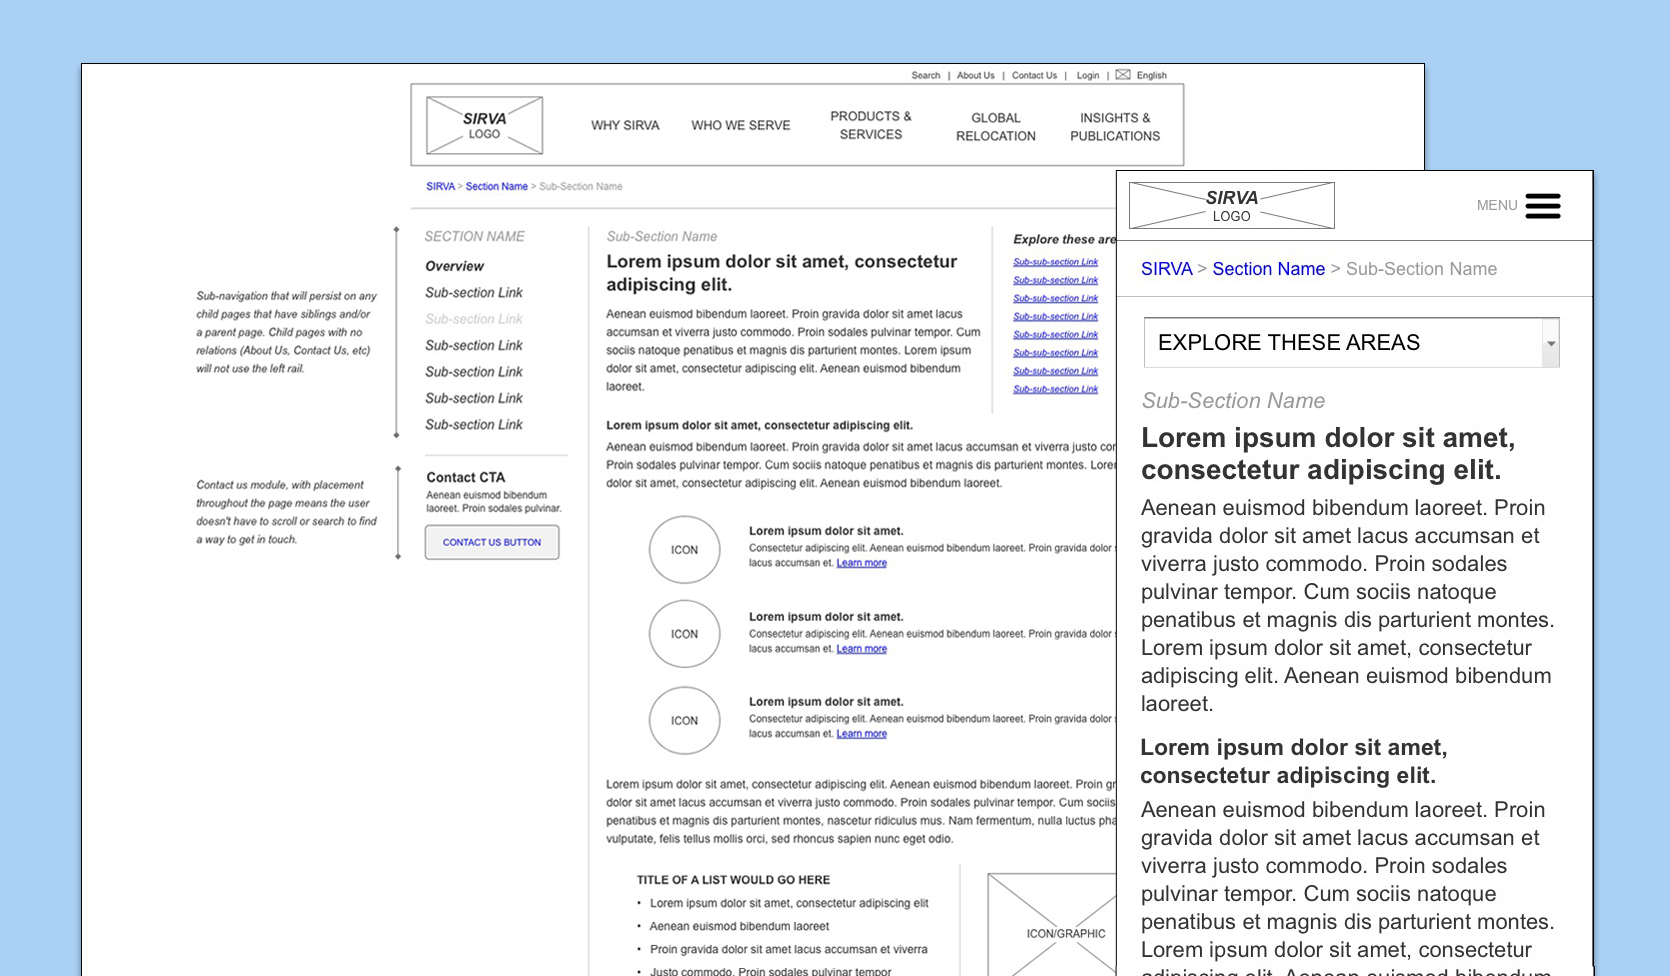 Search | About Us | Contact Us | Login | English
SIRVA
LOGO
WHY SIRVA
WHO WE SERVE
PRODUCTS &
SERVICES
GLOBAL
RELOCATION
INSIGHTS &
PUBLICATIONS
SIRVA > Section Name > Sub-Section Name
Sub-navigation that will persist on any
child pages that have siblings and/or
a parent page. Child pages with no
relations (About Us, Contact Us, etc)
will not use the left rail.
Contact us module, with placement
throughout the page means the user
doesn't have to scroll or search to find
a way to get in touch.
SECTION NAME
Overview
Sub-section Link
Sub-section Link
Sub-section Link
Sub-section Link
Sub-section Link
Sub-section Link
Contact CTA
Aenean euismod bibendum
laoreet. Proin sodales pulvinar.
CONTACT US BUTTON
Sub-Section Name
Lorem ipsum dolor sit amet, consectetur
adipiscing elit.
Aenean euismod bibendum laoreet. Proin gravida dolor sit amet lacus
accumsan et viverra justo commodo. Proin sodales pulvinar tempor. Cum
sociis natoque penatibus et magnis dis parturient montes. Lorem ipsum
dolor sit amet, consectetur adipiscing elit. Aenean euismod bibendum
laoreet.
Explore these are
Sub-sub-section Link
Sub-sub-section Link
Sub-sub-section Link
Sub-sub-section Link
Sub-sub-section Link
Sub-sub-section Link
Sub-sub-section Link
Sub-sub-section Link
Lorem ipsum dolor sit amet, consectetur adipiscing elit.
Aenean euismod bibendum laoreet. Proin gravida dolor sit amet lacus accumsan et viverra justo cor
Proin sodales pulvinar tempor. Cum sociis natoque penatibus et magnis dis parturient montes. Lorer
dolor sit amet, consectetur adipiscing elit. Aenean euismod bibendum laoreet.
ICON
Lorem ipsum dolor sit amet.
Consectetur adipiscing elit. Aenean euismod bibendum laoreet. Proin gravida dolor
lacus accumsan et. Learn more
ICON
Lorem ipsum dolor sit amet.
Consectetur adipiscing elit. Aenean euismod bibendum laoreet. Proin gravida dolor
lacus accumsan et. Learn more
ICON
Lorem ipsum dolor sit amet.
Consectetur adipiscing elit. Aenean euismod bibendum laoreet. Proin gravida dolor
lacus accumsan et. Learn more
Lorem ipsum dolor sit amet, consectetur adipiscing elit. Aenean euismod bibendum laoreet. Proin gr
dolor sit amet lacus accumsan et viverra justo commodo. Proin sodales pulvinar tempor. Cum sociis
penatibus et magnis dis parturient montes, nascetur ridiculus mus. Nam fermentum, nulla luctus pha
vulputate, felis tellus mollis orci, sed rhoncus sapien nunc eget odio.
TITLE OF A LIST WOULD GO HERE
• Lorem ipsum dolor sit amet, consectetur adipiscing elit
• Aenean euismod bibendum laoreet
• Proin gravida dolor sit amet lacus accumsan et viverra
• Justo commodo. Proin sodales pulvinar tempor
ICON/GRAPHIC
SIRVA
LOGO
MENU
SIRVA > Section Name > Sub-Section Name
EXPLORE THESE AREAS
Sub-Section Name
Lorem ipsum dolor sit amet,
consectetur adipiscing elit.
Aenean euismod bibendum laoreet. Proin
gravida dolor sit amet lacus accumsan et
viverra justo commodo. Proin sodales
pulvinar tempor. Cum sociis natoque
penatibus et magnis dis parturient montes.
Lorem ipsum dolor sit amet, consectetur
adipiscing elit. Aenean euismod bibendum
laoreet.
Lorem ipsum dolor sit amet,
consectetur adipiscing elit.
Aenean euismod bibendum laoreet. Proin
gravida dolor sit amet lacus accumsan et
viverra justo commodo. Proin sodales
pulvinar tempor. Cum sociis natoque
penatibus et magnis dis parturient montes.
Lorem ipsum dolor sit amet, consectetur
adipiscing elit. Aenean euismod bibendum